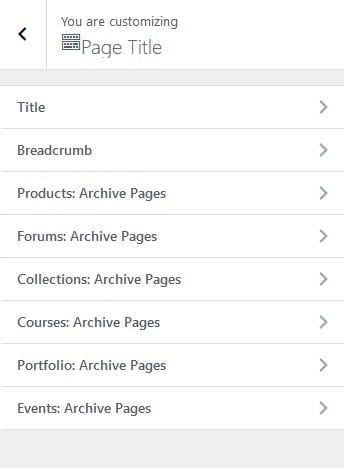 You are customizing
Page Title
Title
Breadcrumb
Products: Archive Pages
Forums: Archive Pages
Collections: Archive Pages
Courses: Archive Pages
Portfolio: Archive Pages
Events: Archive Pages